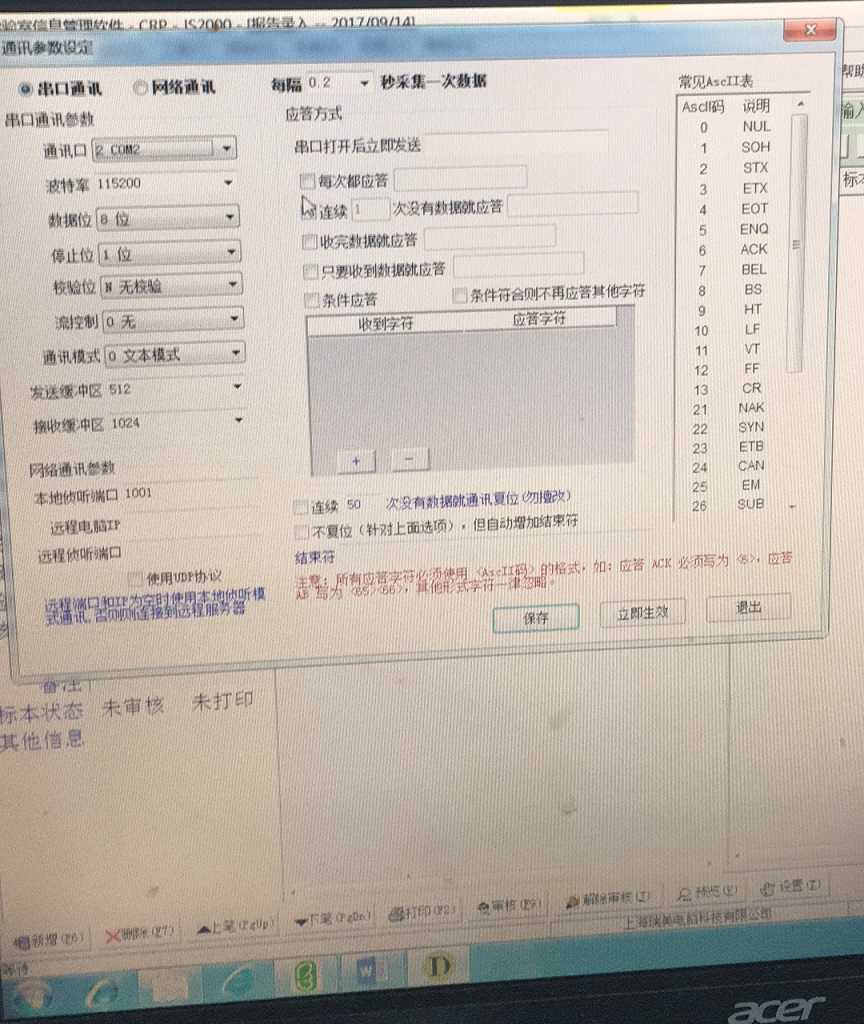 验室信息管理软件 - CRP - JS2000 - [报告录入 -- 2017/09/14]
通讯参数设定
x
帮助
输入
标本
串口通讯 网络通讯 每隔 0.2 秒采集一次数据
串口通讯参数
通讯口 2 COM2
波特率 115200
数据位 8 位
停止位 1 位
校验位 N 无校验
流控制 0 无
通讯模式 0 文本模式
发送缓冲区 512
接收缓冲区 1024
网络通讯参数
本地侦听端口 1001
远程电脑IP
远程侦听端口
使用UDP协议
远程端口和IP为空时使用本地侦听模
式通讯,否则则连接到远程服务器
应答方式
串口打开后立即发送
每次都应答
连续 1 次没有数据就应答
收完数据就应答
只要收到数据就应答
条件应答 条件符合则不再应答其他字符
收到字符 应答字符
+ -
连续 50 次没有数据就通讯复位(勿擅改)
不复位(针对上面选项),但自动增加结束符
结束符
注意:所有应答字符必须使用 <AscII码> 的格式,如:应答 ACK 必须写为 <6>,应答
AB 写为 <65><66>,其他形式字符一律忽略。
保存 立即生效 退出
常见AscII表
AscII码 说明
0 NUL
1 SOH
2 STX
3 ETX
4 EOT
5 ENQ
6 ACK
7 BEL
8 BS
9 HT
10 LF
11 VT
12 FF
13 CR
21 NAK
22 SYN
23 ETB
24 CAN
25 EM
26 SUB
备注
标本状态 未审核 未打印
其他信息
新增(F6) 删除(F7) 上笔(PgUp) 下笔(PgDn) 打印(F2) 审核(F9) 解除审核(J) 预览(V) 设置(T)
等待
上海瑞美电脑科技有限公司
W D
acer